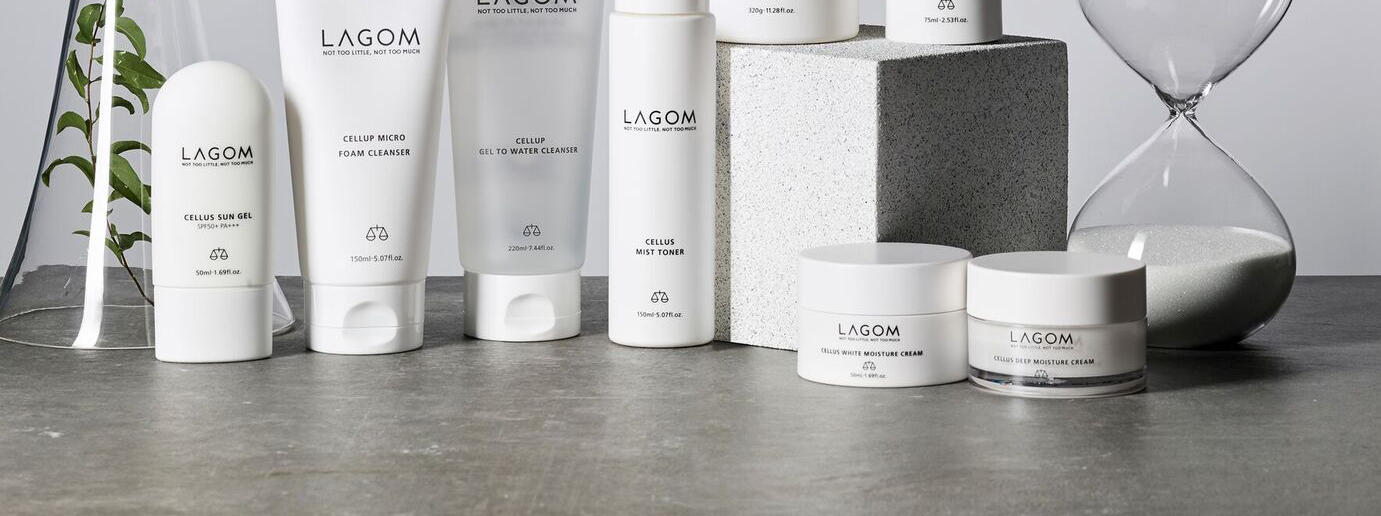 LAGOM
NOT TOO LITTLE, NOT TOO MUCH
CELLUS SUN GEL
SPF50+ PA+++
50ml·1.69fl.oz.
LAGOM
NOT TOO LITTLE, NOT TOO MUCH
CELLUP MICRO
FOAM CLEANSER
150ml·5.07fl.oz.
LAGOM
NOT TOO LITTLE, NOT TOO MUCH
CELLUP
GEL TO WATER CLEANSER
220ml·7.44fl.oz.
LAGOM
NOT TOO LITTLE, NOT TOO MUCH
CELLUS
MIST TONER
150ml·5.07fl.oz.
320g·11.28fl.oz.
75ml·2.53fl.oz.
LAGOM
NOT TOO LITTLE, NOT TOO MUCH
CELLUS WHITE MOISTURE CREAM
50ml·1.69fl.oz.
LAGOM
NOT TOO LITTLE, NOT TOO MUCH
CELLUS DEEP MOISTURE CREAM